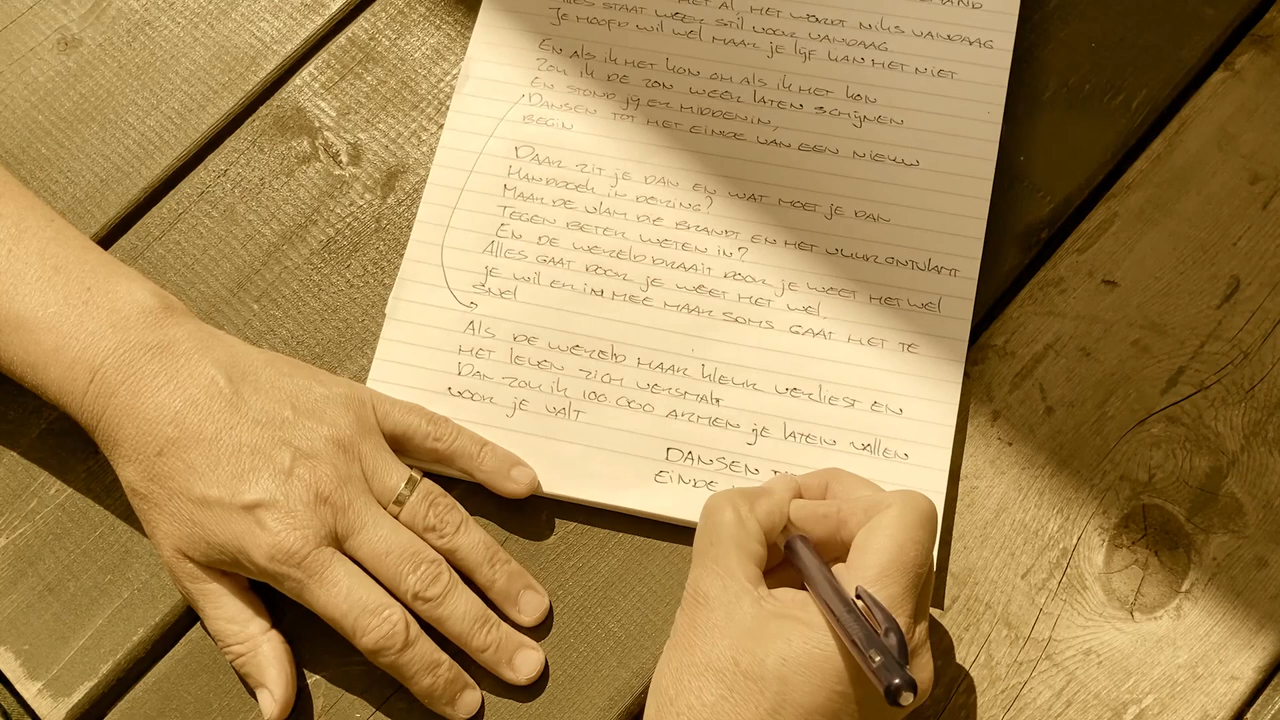 HET AL, HET WORDT NIKS VANDAAG
ALLES STAAT WEER STIL VOOR VANDAAG
JE HOOFD WIL WEL MAAR JE LIJF KAN HET NIET
EN ALS IK HET KON OH ALS IK HET KON
ZOU IK DE ZON WEER LATEN SCHIJNEN
EN STOND JIJ ER MIDDENIN,
DANSEN TOT HET EINDE VAN EEN NIEUW
BEGIN
DAAR ZIT JE DAN EN WAT MOET JE DAN
HANDDOEK IN DE RING?
MAAR DE VLAM DIE BRANDT EN HET VUUR ONTVLAMT
TEGEN BETER WETEN IN?
EN DE WERELD DRAAIT DOOR JE WEET HET WEL
ALLES GAAT DOOR JE WEET HET WEL.
JE WIL ER IN MEE MAAR SOMS GAAT HET TE
SNEL
ALS DE WERELD HAAR KLEUR VERLIEST EN
HET LEVEN ZICH VERSMALT
DAN ZOU IK 100.000 ARMEN JE LATEN VALLEN
VOOR JE VALT
DANSEN
EINDE